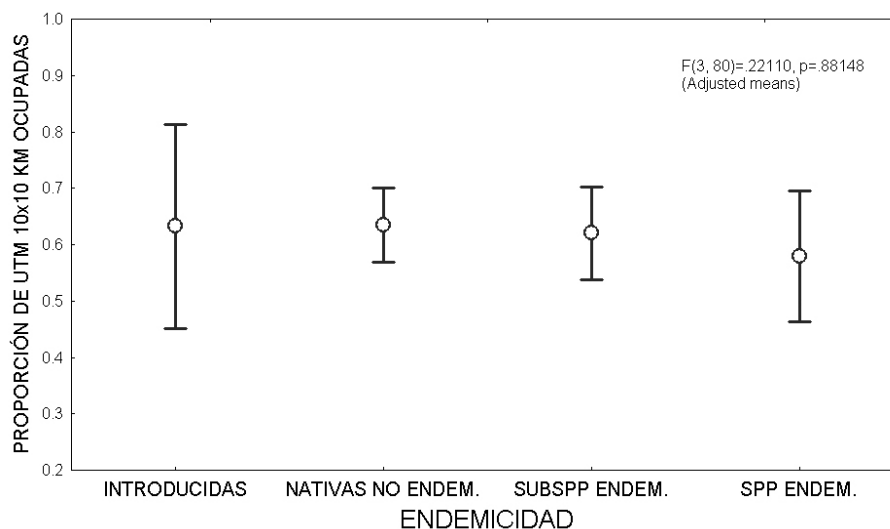 F(3, 80)=.22110, p=.88148
(Adjusted means)
PROPORCIÓN DE UTM 10x10 KM OCUPADAS
1.0
0.9
0.8
0.7
0.6
0.5
0.4
0.3
0.2
INTRODUCIDAS NATIVAS NO ENDEM. SUBSPP ENDEM. SPP ENDEM.
ENDEMICIDAD